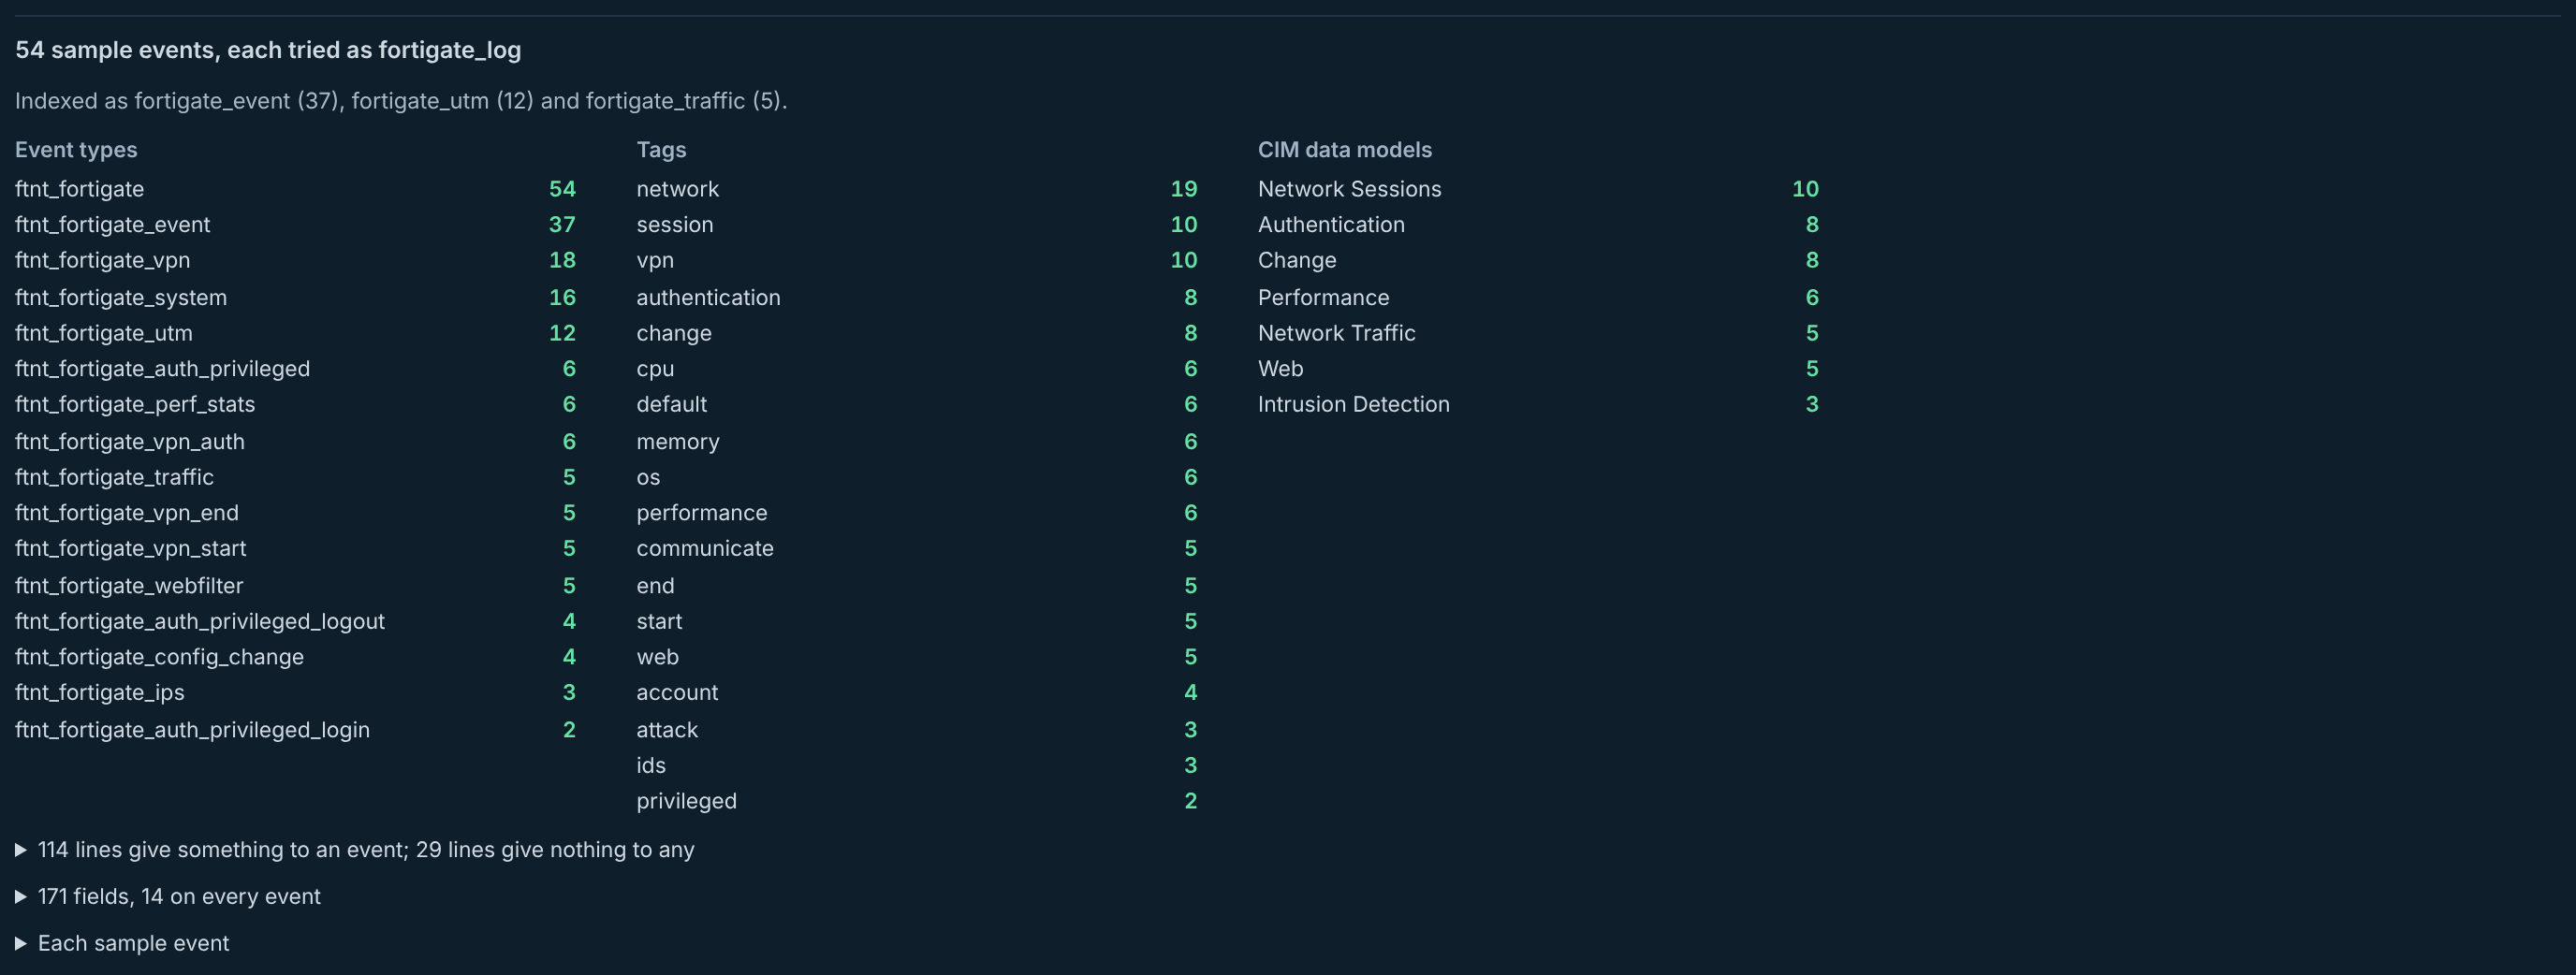 54 sample events, each tried as fortigate_log
Indexed as fortigate_event (37), fortigate_utm (12) and fortigate_traffic (5).
Event types Tags CIM data models
ftnt_fortigate 54 network 19 Network Sessions 10
ftnt_fortigate_event 37 session 10 Authentication 8
ftnt_fortigate_vpn 18 vpn 10 Change 8
ftnt_fortigate_system 16 authentication 8 Performance 6
ftnt_fortigate_utm 12 change 8 Network Traffic 5
ftnt_fortigate_auth_privileged 6 cpu 6 Web 5
ftnt_fortigate_perf_stats 6 default 6 Intrusion Detection 3
ftnt_fortigate_vpn_auth 6 memory 6
ftnt_fortigate_traffic 5 os 6
ftnt_fortigate_vpn_end 5 performance 6
ftnt_fortigate_vpn_start 5 communicate 5
ftnt_fortigate_webfilter 5 end 5
ftnt_fortigate_auth_privileged_logout 4 start 5
ftnt_fortigate_config_change 4 web 5
ftnt_fortigate_ips 3 account 4
ftnt_fortigate_auth_privileged_login 2 attack 3
ids 3
privileged 2
114 lines give something to an event; 29 lines give nothing to any
171 fields, 14 on every event
Each sample event